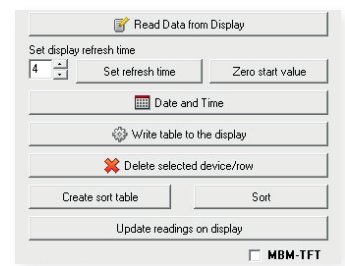 Read Data from Display
Set display refresh time
4 Set refresh time Zero start value
Date and Time
Write table to the display
Delete selected device/row
Create sort table Sort
Update readings on display
MBM-TFT